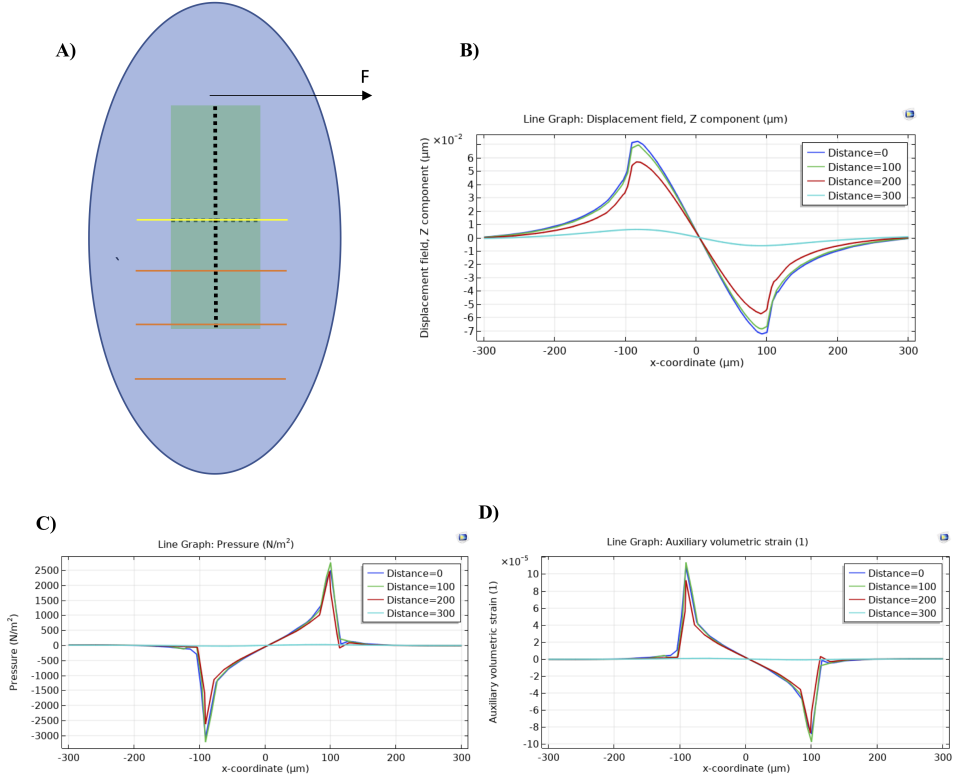 A)
F
B)
Line Graph: Displacement field, Z component (μm)
×10⁻²
Displacement field, Z component (μm)
6
5
4
3
2
1
0
-1
-2
-3
-4
-5
-6
-7
-300
-200
-100
0
100
200
300
x-coordinate (μm)
Distance=0
Distance=100
Distance=200
Distance=300
C)
Line Graph: Pressure (N/m²)
Pressure (N/m²)
2500
2000
1500
1000
500
0
-500
-1000
-1500
-2000
-2500
-3000
-300
-200
-100
0
100
200
300
x-coordinate (μm)
Distance=0
Distance=100
Distance=200
Distance=300
D)
Line Graph: Auxiliary volumetric strain (1)
×10⁻⁵
Auxiliary volumetric strain (1)
10
8
6
4
2
0
-2
-4
-6
-8
-10
-300
-200
-100
0
100
200
300
x-coordinate (μm)
Distance=0
Distance=100
Distance=200
Distance=300